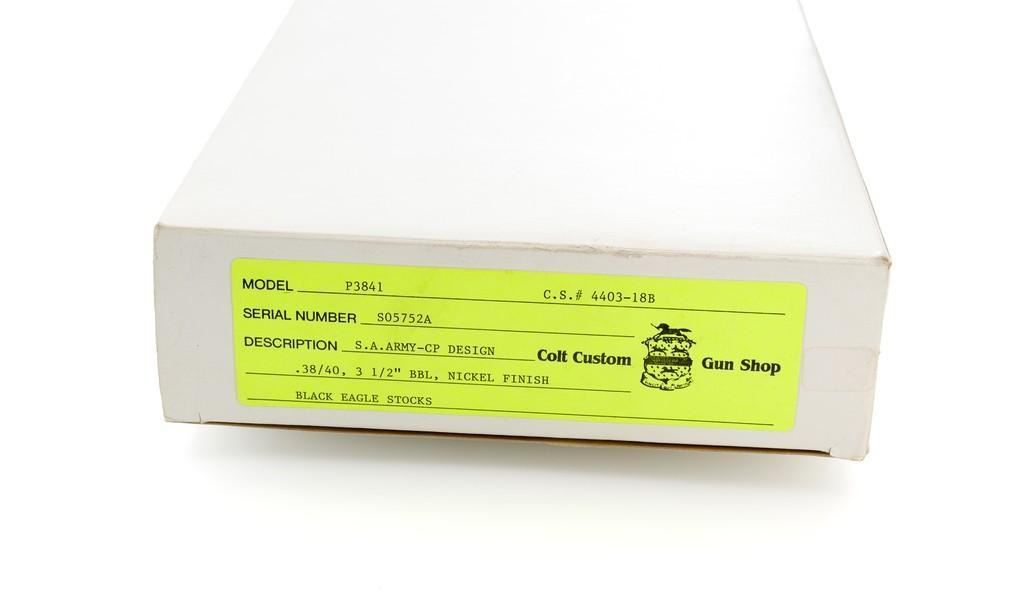 MODEL P3841 C.S.# 4403-18B
SERIAL NUMBER S05752A
DESCRIPTION S.A.ARMY-CP DESIGN
Colt Custom Gun Shop
.38/40, 3 1/2" BBL, NICKEL FINISH
BLACK EAGLE STOCKS